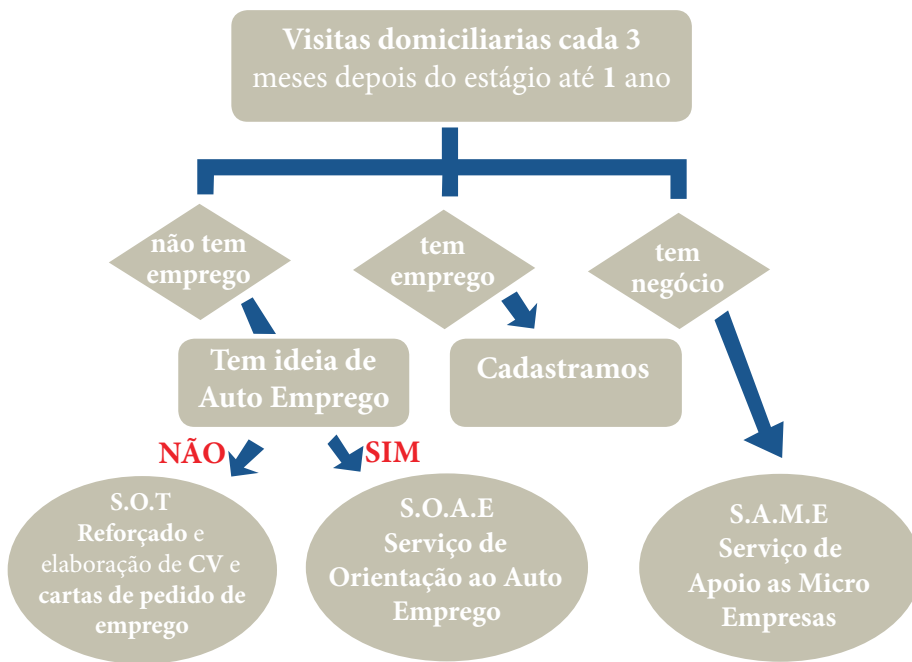 Visitas domiciliarias cada 3
meses depois do estágio até 1 ano
não tem
emprego
tem
emprego
tem
negócio
Tem ideia de
Auto Emprego
Cadastramos
NÃO
SIM
S.O.T
Reforçado e
elaboração de CV e
cartas de pedido de
emprego
S.O.A.E
Serviço de
Orientação ao Auto
Emprego
S.A.M.E
Serviço de
Apoio as Micro
Empresas